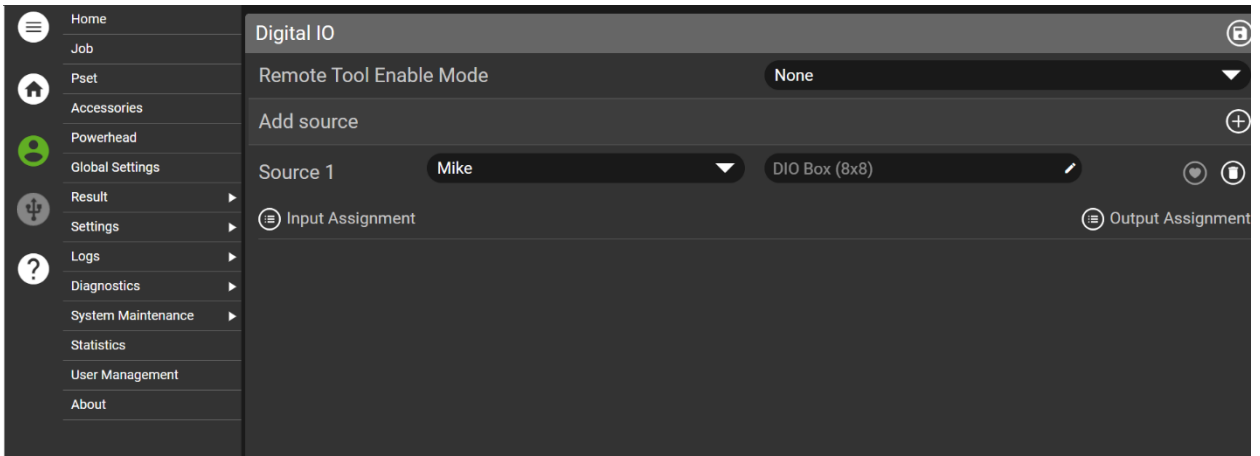 Home
Job
Pset
Accessories
Powerhead
Global Settings
Result
Settings
Logs
Diagnostics
System Maintenance
Statistics
User Management
About
Digital IO
Remote Tool Enable Mode None
Add source
Source 1 Mike DIO Box (8x8)
Input Assignment Output Assignment